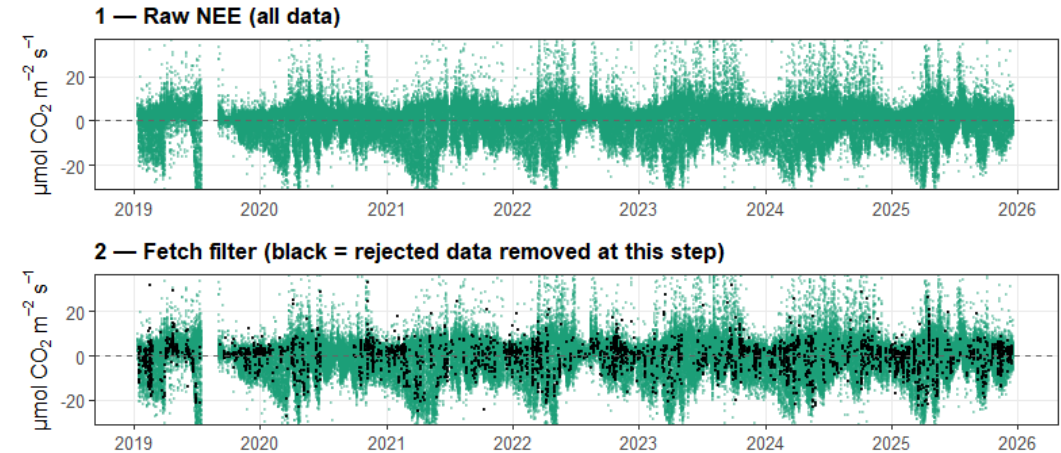 1 — Raw NEE (all data)
µmol CO₂ m⁻² s⁻¹
20
0
-20
2019 2020 2021 2022 2023 2024 2025 2026
2 — Fetch filter (black = rejected data removed at this step)
µmol CO₂ m⁻² s⁻¹
20
0
-20
2019 2020 2021 2022 2023 2024 2025 2026